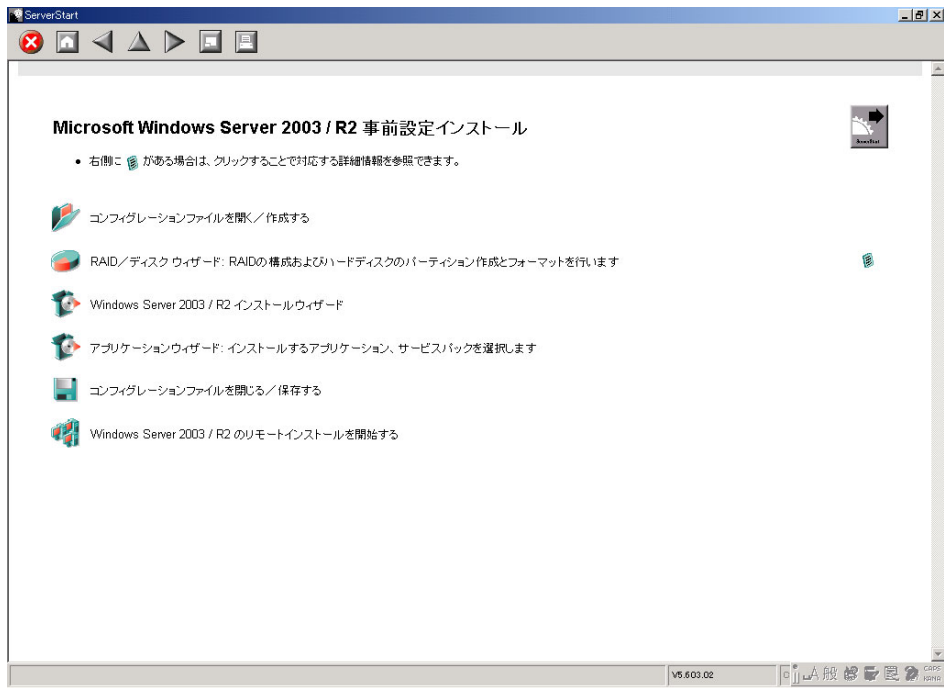 ServerStart
Microsoft Windows Server 2003 / R2 事前設定インストール
ServerStart
• 右側に がある場合は、クリックすることで対応する詳細情報を参照できます。
コンフィグレーションファイルを開く／作成する
RAID／ディスク ウィザード: RAIDの構成およびハードディスクのパーティション作成とフォーマットを行います
Windows Server 2003 / R2 インストールウィザード
アプリケーションウィザード: インストールするアプリケーション、サービスパックを選択します
コンフィグレーションファイルを閉じる／保存する
Windows Server 2003 / R2 のリモートインストールを開始する
V5.603.02
A 般
CAPS
KANA